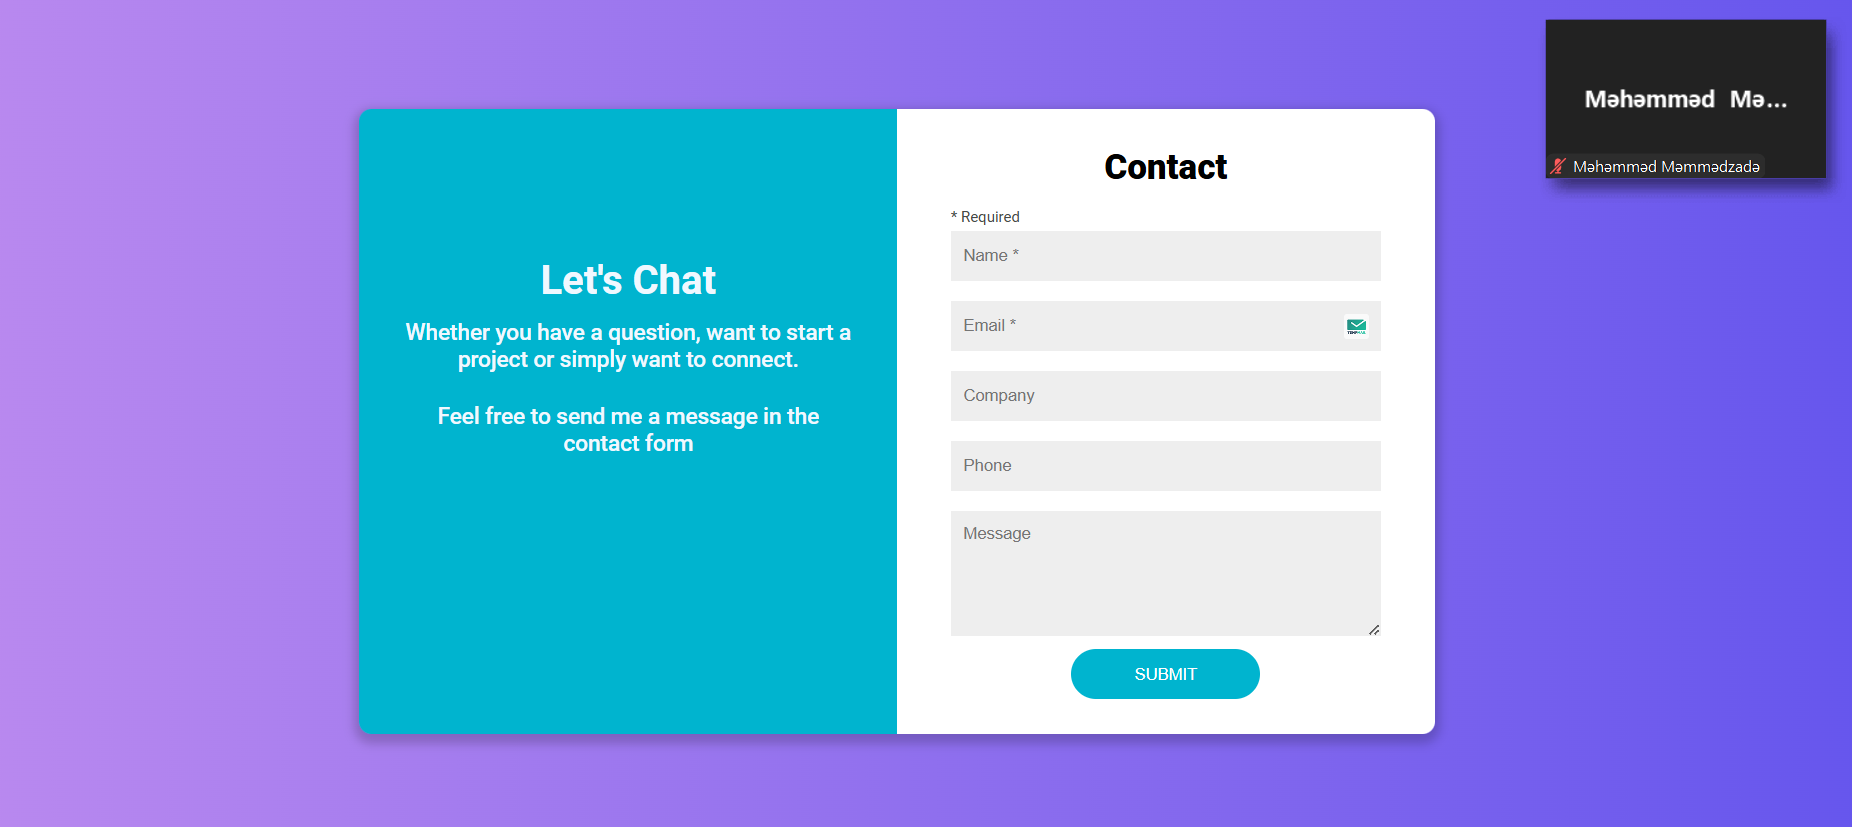 Let's Chat
Whether you have a question, want to start a
project or simply want to connect.
Feel free to send me a message in the
contact form
Contact
* Required
Name *
Email *
Company
Phone
Message
SUBMIT
Məhəmməd Mə...
Məhəmməd Məmmədzadə